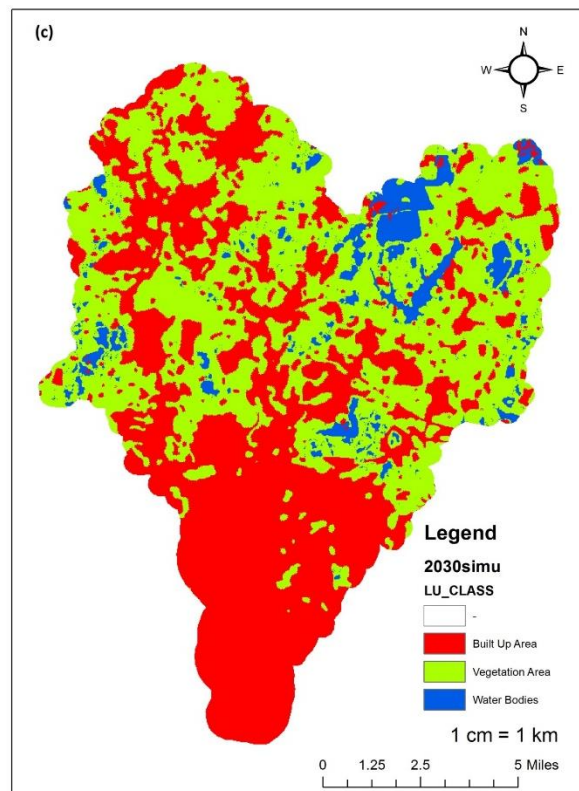 (c)
N
W E
S
Legend
2030simu
LU_CLASS
-
Built Up Area
Vegetation Area
Water Bodies
1 cm = 1 km
0 1.25 2.5 5 Miles